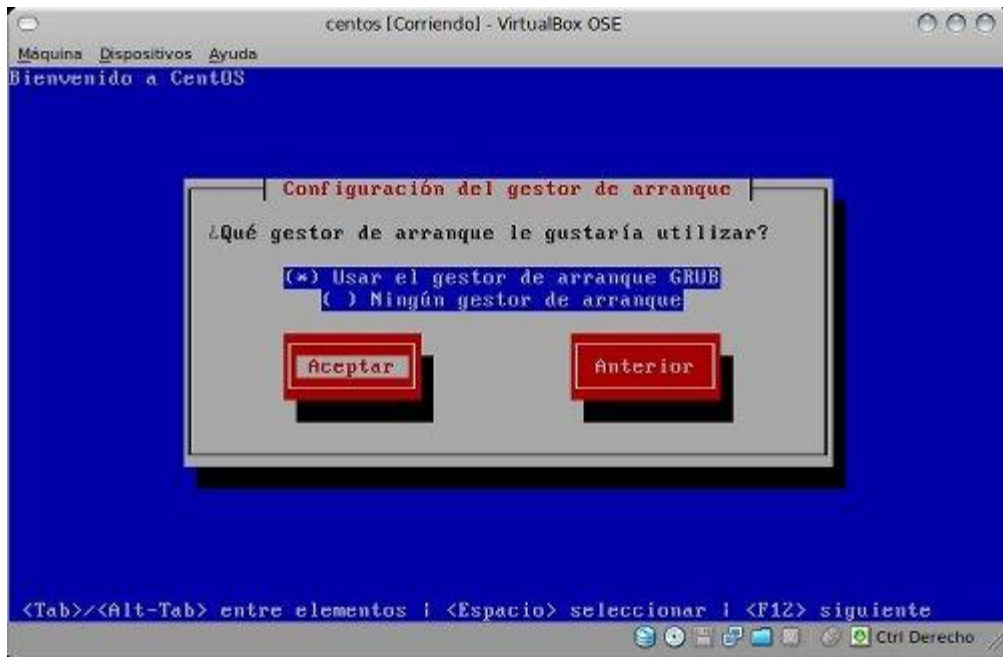 centos [Corriendo] - VirtualBox OSE
Máquina Dispositivos Ayuda
Bienvenido a CentOS
Configuración del gestor de arranque
¿Qué gestor de arranque le gustaría utilizar?
(*) Usar el gestor de arranque GRUB
( ) Ningún gestor de arranque
Aceptar Anterior
<Tab>/<Alt-Tab> entre elementos | <Espacio> seleccionar | <F12> siguiente
Ctrl Derecho